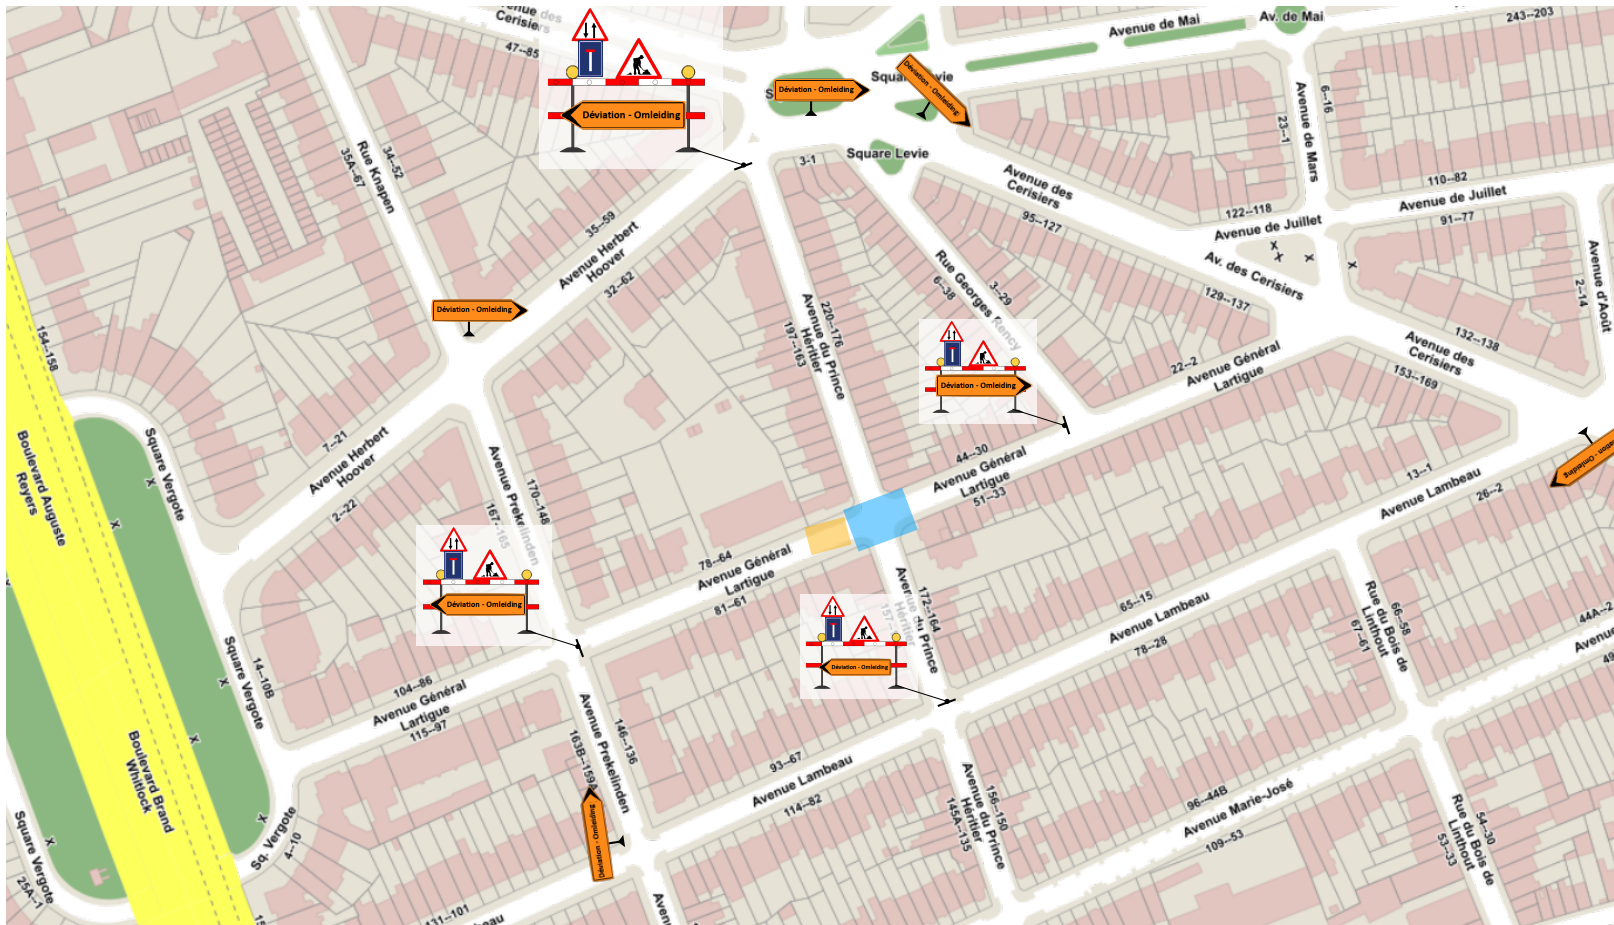 Avenue des
Cerisiers
47--85
Déviation - Omleiding
Déviation - Omleiding
Square Levie
Déviation - Omleiding
Square Levie
3-1
Avenue de Mai
Av. de Mai
243--203
6--16
23--1
Avenue de Mars
110--82
Avenue de Juillet
91--77
122--118
Avenue de Juillet
Avenue d'Août
2--14
Avenue des
Cerisiers
95--127
Av. des Cerisiers
129--137
132--138
Avenue des
Cerisiers
153--169
Rue Knapen
34--52
35A--67
35--59
Avenue Herbert
Hoover
32--62
Déviation - Omleiding
Rue Georges Rency
3--29
6--38
220--176
Avenue du Prince
Héritier
197--163
Déviation - Omleiding
22--2
Avenue Général
Lartigue
44--30
Avenue Général
Lartigue
51--33
154--158
Boulevard Auguste
Reyers
Square Vergote
7--21
Avenue Herbert
Hoover
2--22
Avenue Prekelinden
170--148
Déviation - Omleiding
78--64
Avenue Général
Lartigue
81--61
13--1
Avenue Lambeau
26--2
Déviation - Omleiding
172--164
Avenue du Prince
Héritier
65--15
Avenue Lambeau
78--28
66--58
Rue du Bois de
Linthout
67--61
44A--2
Square Vergote
14--10B
104--86
Avenue Général
Lartigue
115--97
Avenue Prekelinden
146--136
163B--159A
Déviation - Omleiding
93--67
Avenue Lambeau
114--82
156--150
Avenue du Prince
Héritier
145A--135
96--44B
Avenue Marie-José
109--53
54--30
Rue du Bois de
Linthout
53--33
Boulevard Brand
Whitlock
Square Vergote
25A--1
Sq. Vergote
4--10
131--101